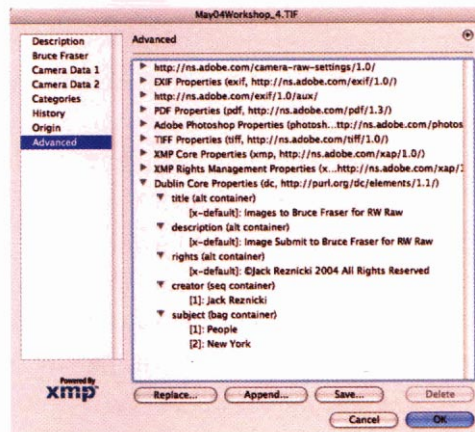 May04Workshop_4.TIF
Description
Bruce Fraser
Camera Data 1
Camera Data 2
Categories
History
Origin
Advanced
Advanced
http://ns.adobe.com/camera-raw-settings/1.0/
EXIF Properties (exif, http://ns.adobe.com/exif/1.0/)
http://ns.adobe.com/exif/1.0/aux/
PDF Properties (pdf, http://ns.adobe.com/pdf/1.3/)
Adobe Photoshop Properties (photosh...ttp://ns.adobe.com/photos
TIFF Properties (tiff, http://ns.adobe.com/tiff/1.0/)
XMP Core Properties (xmp, http://ns.adobe.com/xap/1.0/)
XMP Rights Management Properties (x...http://ns.adobe.com/xap/1
Dublin Core Properties (dc, http://purl.org/dc/elements/1.1/)
title (alt container)
[x-default]: Images to Bruce Fraser for RW Raw
description (alt container)
[x-default]: Image Submit to Bruce Fraser for RW Raw
rights (alt container)
[x-default]: ©Jack Reznicki 2004 All Rights Reserved
creator (seq container)
[1]: Jack Reznicki
subject (bag container)
[1]: People
[2]: New York
Powered By
xmp
Replace... Append... Save... Delete
Cancel OK